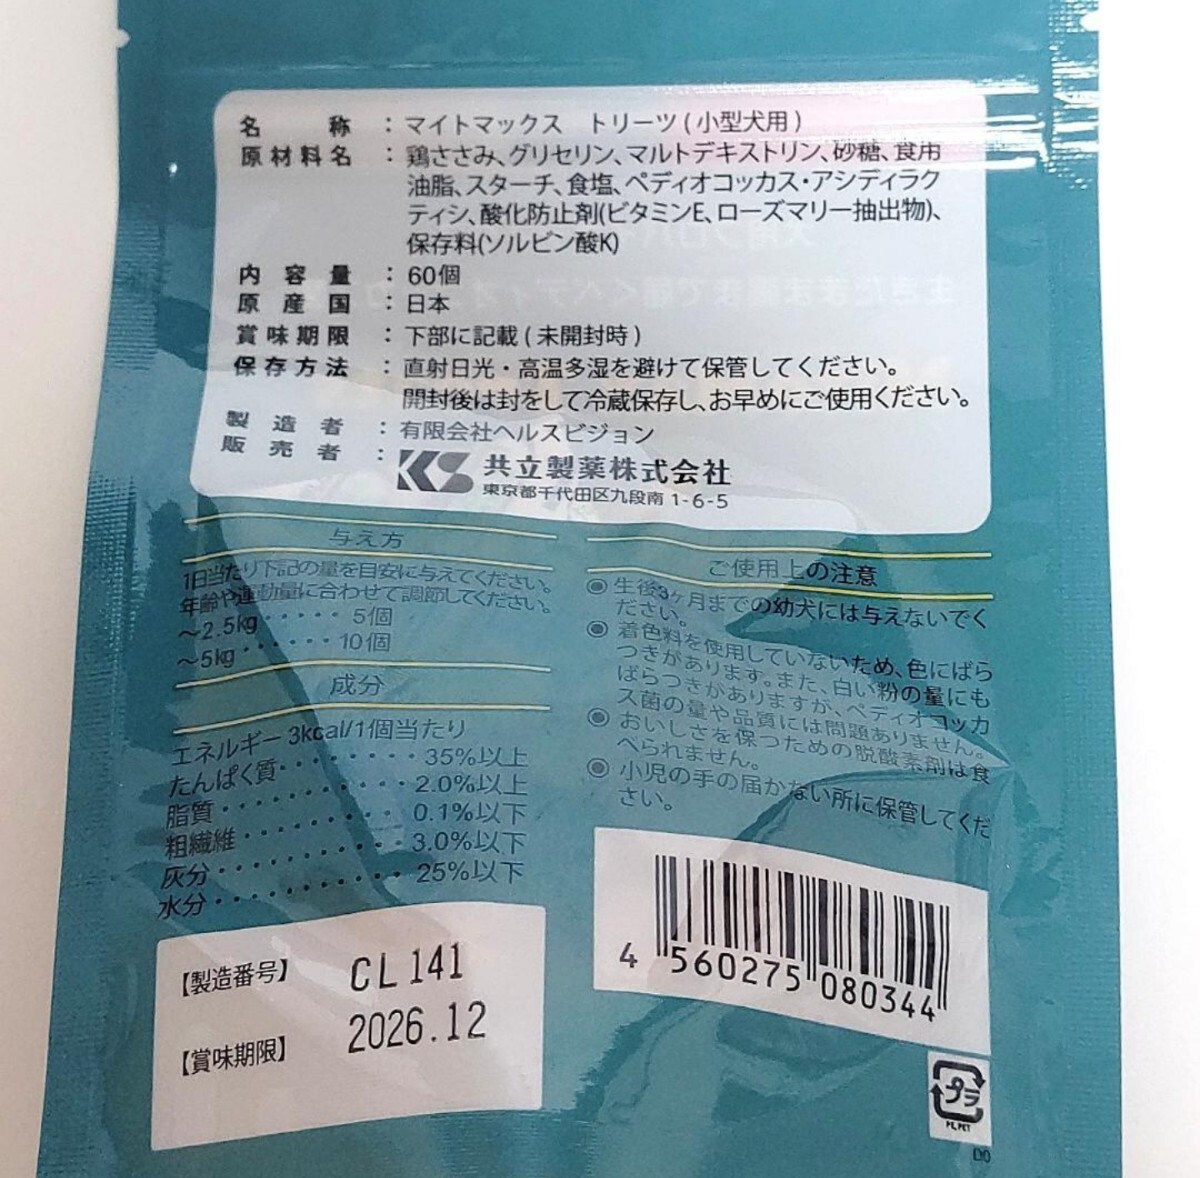 名称：マイトマックス トリーツ(小型犬用)
原材料名：鶏ささみ、グリセリン、マルトデキストリン、砂糖、食用
油脂、スターチ、食塩、ペディオコッカス・アシディラク
ティシ、酸化防止剤(ビタミンE、ローズマリー抽出物)、
保存料(ソルビン酸K)
内容量：60個
原産国：日本
賞味期限：下部に記載(未開封時)
保存方法：直射日光・高温多湿を避けて保管してください。
開封後は封をして冷蔵保存し、お早めにご使用ください。
製造者：有限会社ヘルスビジョン
販売者：KS 共立製薬株式会社
東京都千代田区九段南 1-6-5
与え方
1日当たり下記の量を目安に与えてください。
年齢や運動量に合わせて調節してください。
～2.5kg・・・・・5個
～5kg・・・・・・10個
成分
エネルギー 3kcal/1個当たり
たんぱく質・・・・・・・・35%以上
脂質・・・・・・・・・・・2.0%以上
粗繊維・・・・・・・・・・0.1%以下
灰分・・・・・・・・・・・3.0%以下
水分・・・・・・・・・・・25%以下
ご使用上の注意
◉生後3ヶ月までの幼犬には与えないでく
ださい。
◉着色料を使用していないため、色にばら
つきがあります。また、白い粉の量にも
ばらつきがありますが、ペディオコッカ
ス菌の量や品質には問題ありません。
◉おいしさを保つための脱酸素剤は食
べられません。
◉小児の手の届かない所に保管してくだ
さい。
4 560275 080344
【製造番号】 CL141
【賞味期限】 2026.12
プラ
PE,PET